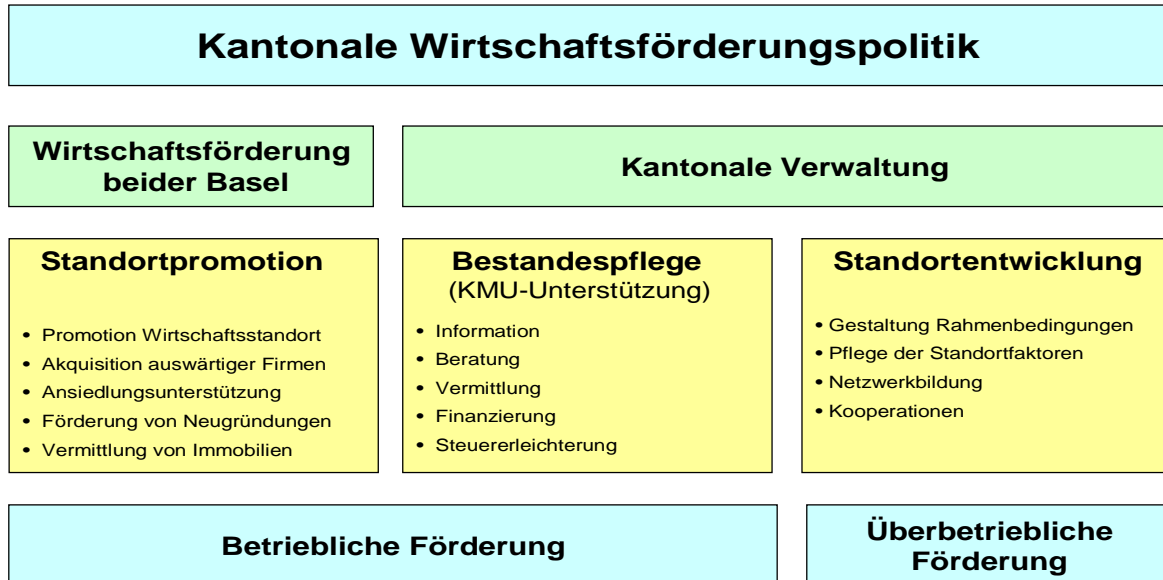 Kantonale Wirtschaftsförderungspolitik
Wirtschaftsförderung
beider Basel
Kantonale Verwaltung
Standortpromotion
• Promotion Wirtschaftsstandort
• Akquisition auswärtiger Firmen
• Ansiedlungsunterstützung
• Förderung von Neugründungen
• Vermittlung von Immobilien
Bestandespflege
(KMU-Unterstützung)
• Information
• Beratung
• Vermittlung
• Finanzierung
• Steuererleichterung
Standortentwicklung
• Gestaltung Rahmenbedingungen
• Pflege der Standortfaktoren
• Netzwerkbildung
• Kooperationen
Betriebliche Förderung
Überbetriebliche
Förderung